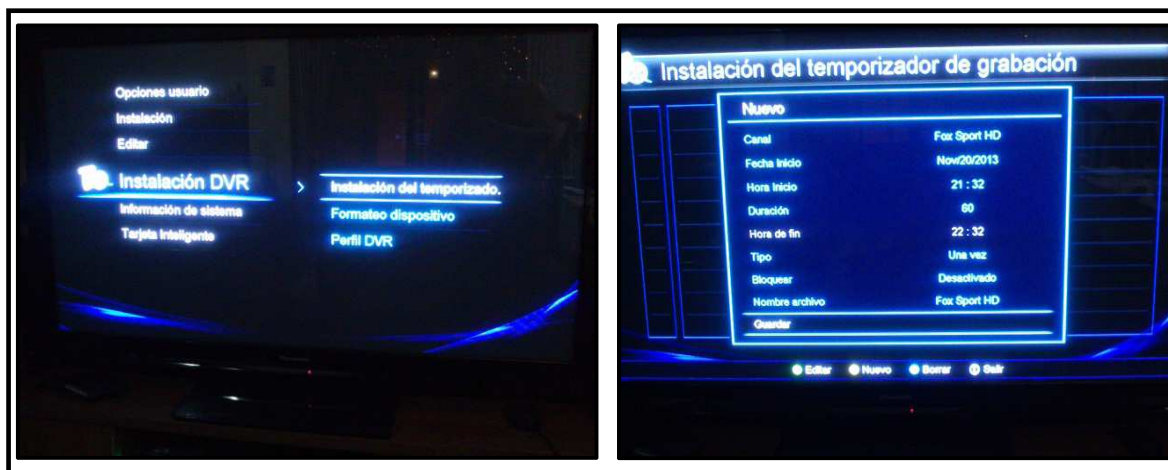 Opciones usuario
Instalación
Editar
Instalación DVR
Información de sistema
Tarjeta Inteligente
Instalación del temporizado.
Formateo dispositivo
Perfil DVR
Instalación del temporizador de grabación
Nuevo
Canal Fox Sport HD
Fecha Inicio Nov/20/2013
Hora Inicio 21 : 32
Duración 60
Hora de fin 22 : 32
Tipo Una vez
Bloquear Desactivado
Nombre archivo Fox Sport HD
Guardar
Editar Nuevo Borrar Salir